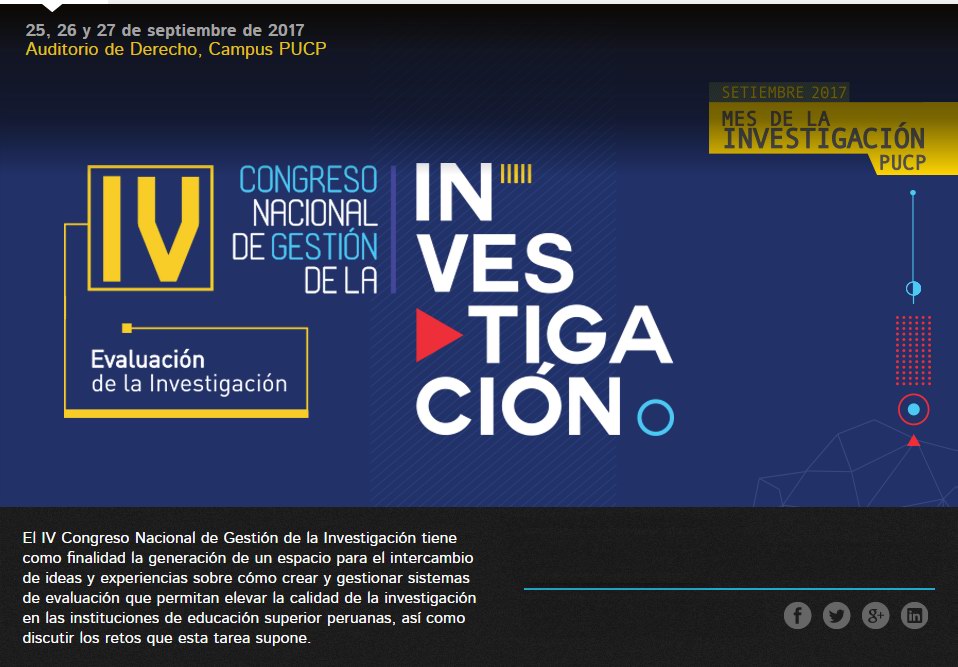 25, 26 y 27 de septiembre de 2017
Auditorio de Derecho, Campus PUCP
SETIEMBRE 2017
MES DE LA
INVESTIGACIÓN
PUCP
IV
CONGRESO
NACIONAL
DE GESTIÓN
DE LA
IN
VES
TIGA
CIÓN
Evaluación
de la Investigación
El IV Congreso Nacional de Gestión de la Investigación tiene
como finalidad la generación de un espacio para el intercambio
de ideas y experiencias sobre cómo crear y gestionar sistemas
de evaluación que permitan elevar la calidad de la investigación
en las instituciones de educación superior peruanas, así como
discutir los retos que esta tarea supone.